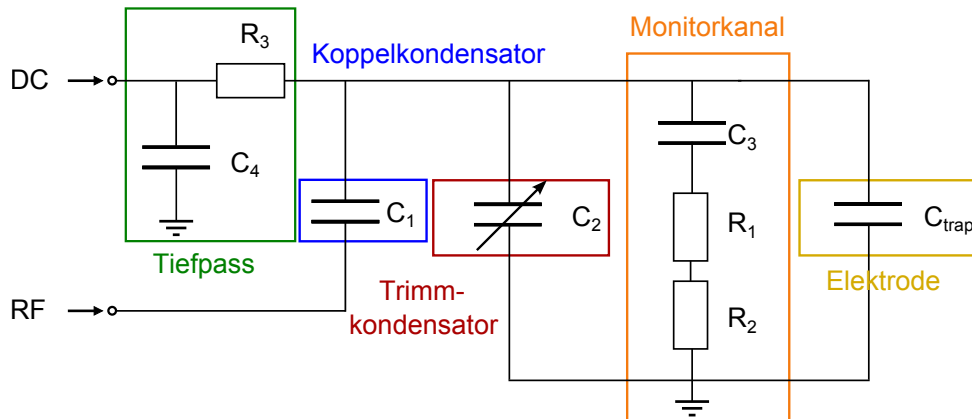 Monitorkanal
R3
Koppelkondensator
DC
C3
C4
C1
C2
R1
Ctrap
Tiefpass
Elektrode
RF
Trimm-
kondensator
R2